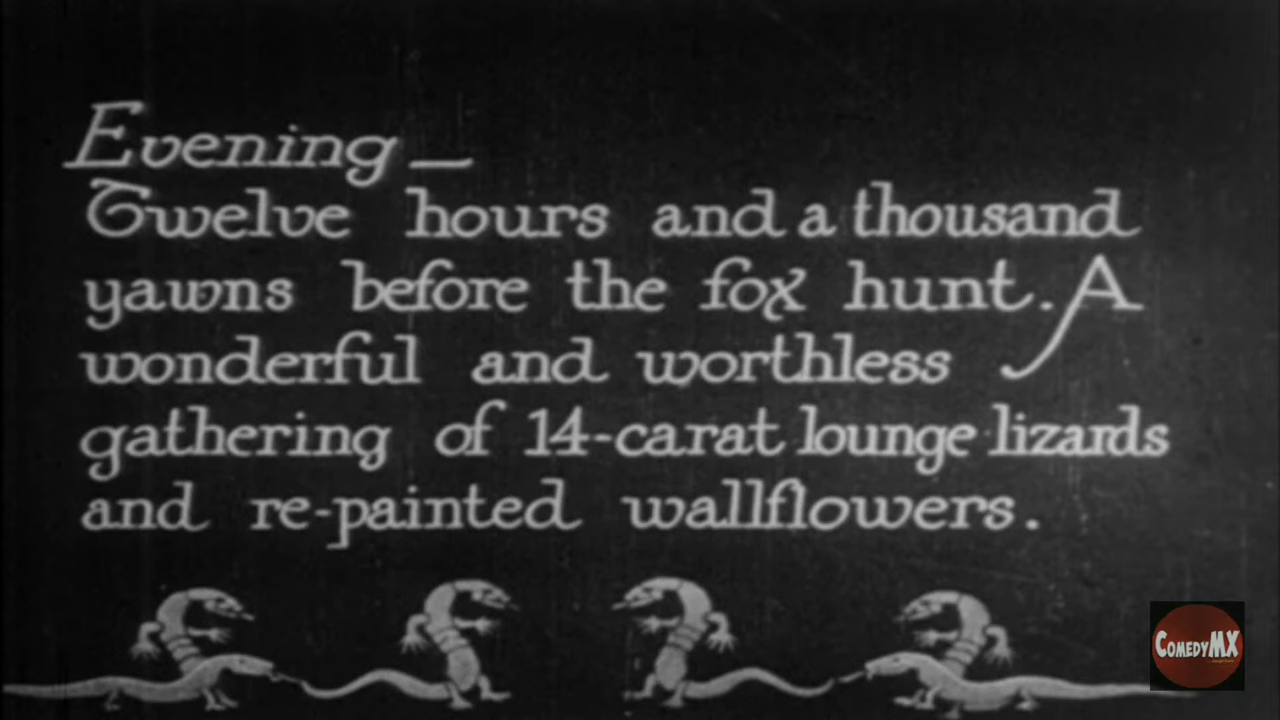 Evening —
Twelve hours and a thousand
yawns before the fox hunt. A
wonderful and worthless
gathering of 14-carat lounge lizards
and re-painted wallflowers.
COMEDYMX